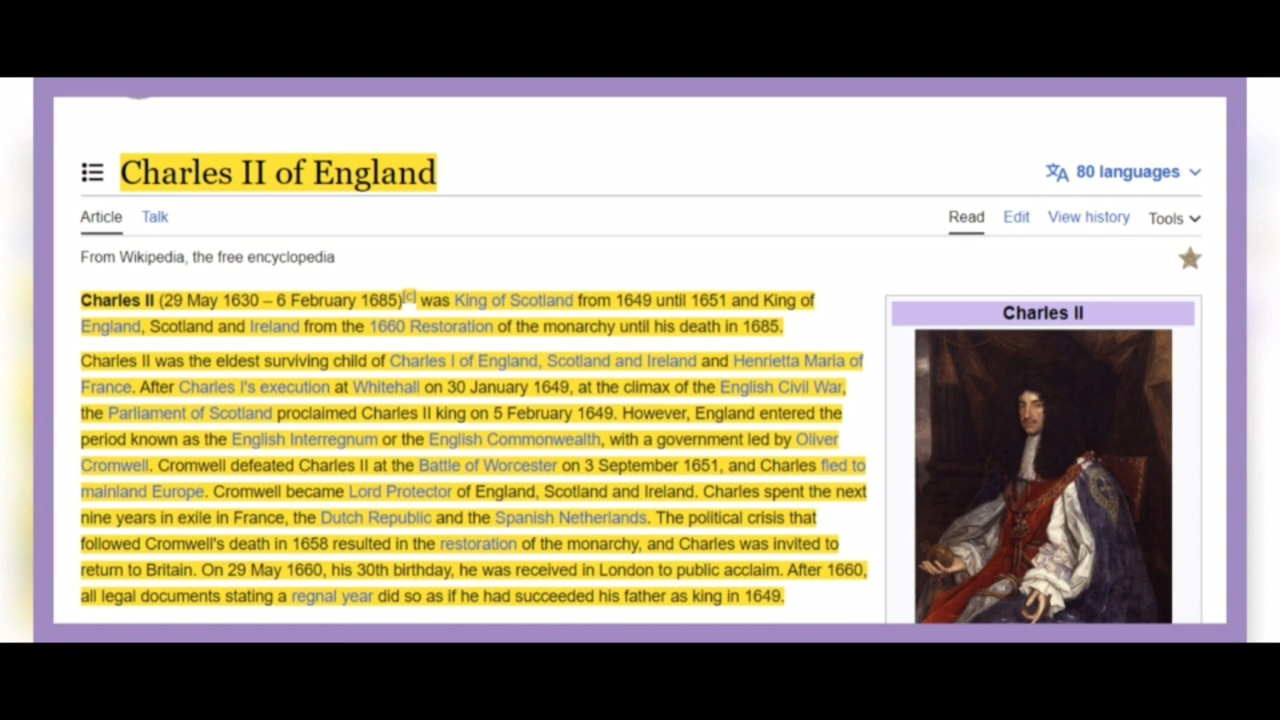 Charles II of England
80 languages
Article Talk
Read Edit View history Tools
From Wikipedia, the free encyclopedia
Charles II (29 May 1630 – 6 February 1685)[c] was King of Scotland from 1649 until 1651 and King of
England, Scotland and Ireland from the 1660 Restoration of the monarchy until his death in 1685.
Charles II was the eldest surviving child of Charles I of England, Scotland and Ireland and Henrietta Maria of
France. After Charles I's execution at Whitehall on 30 January 1649, at the climax of the English Civil War,
the Parliament of Scotland proclaimed Charles II king on 5 February 1649. However, England entered the
period known as the English Interregnum or the English Commonwealth, with a government led by Oliver
Cromwell. Cromwell defeated Charles II at the Battle of Worcester on 3 September 1651, and Charles fled to
mainland Europe. Cromwell became Lord Protector of England, Scotland and Ireland. Charles spent the next
nine years in exile in France, the Dutch Republic and the Spanish Netherlands. The political crisis that
followed Cromwell's death in 1658 resulted in the restoration of the monarchy, and Charles was invited to
return to Britain. On 29 May 1660, his 30th birthday, he was received in London to public acclaim. After 1660,
all legal documents stating a regnal year did so as if he had succeeded his father as king in 1649.
Charles II